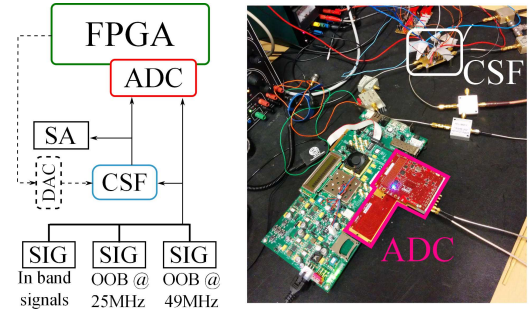 FPGA
ADC
SA
DAC
CSF
SIG
SIG
SIG
In band
signals
OOB @
25MHz
OOB @
49MHz
CSF
ADC